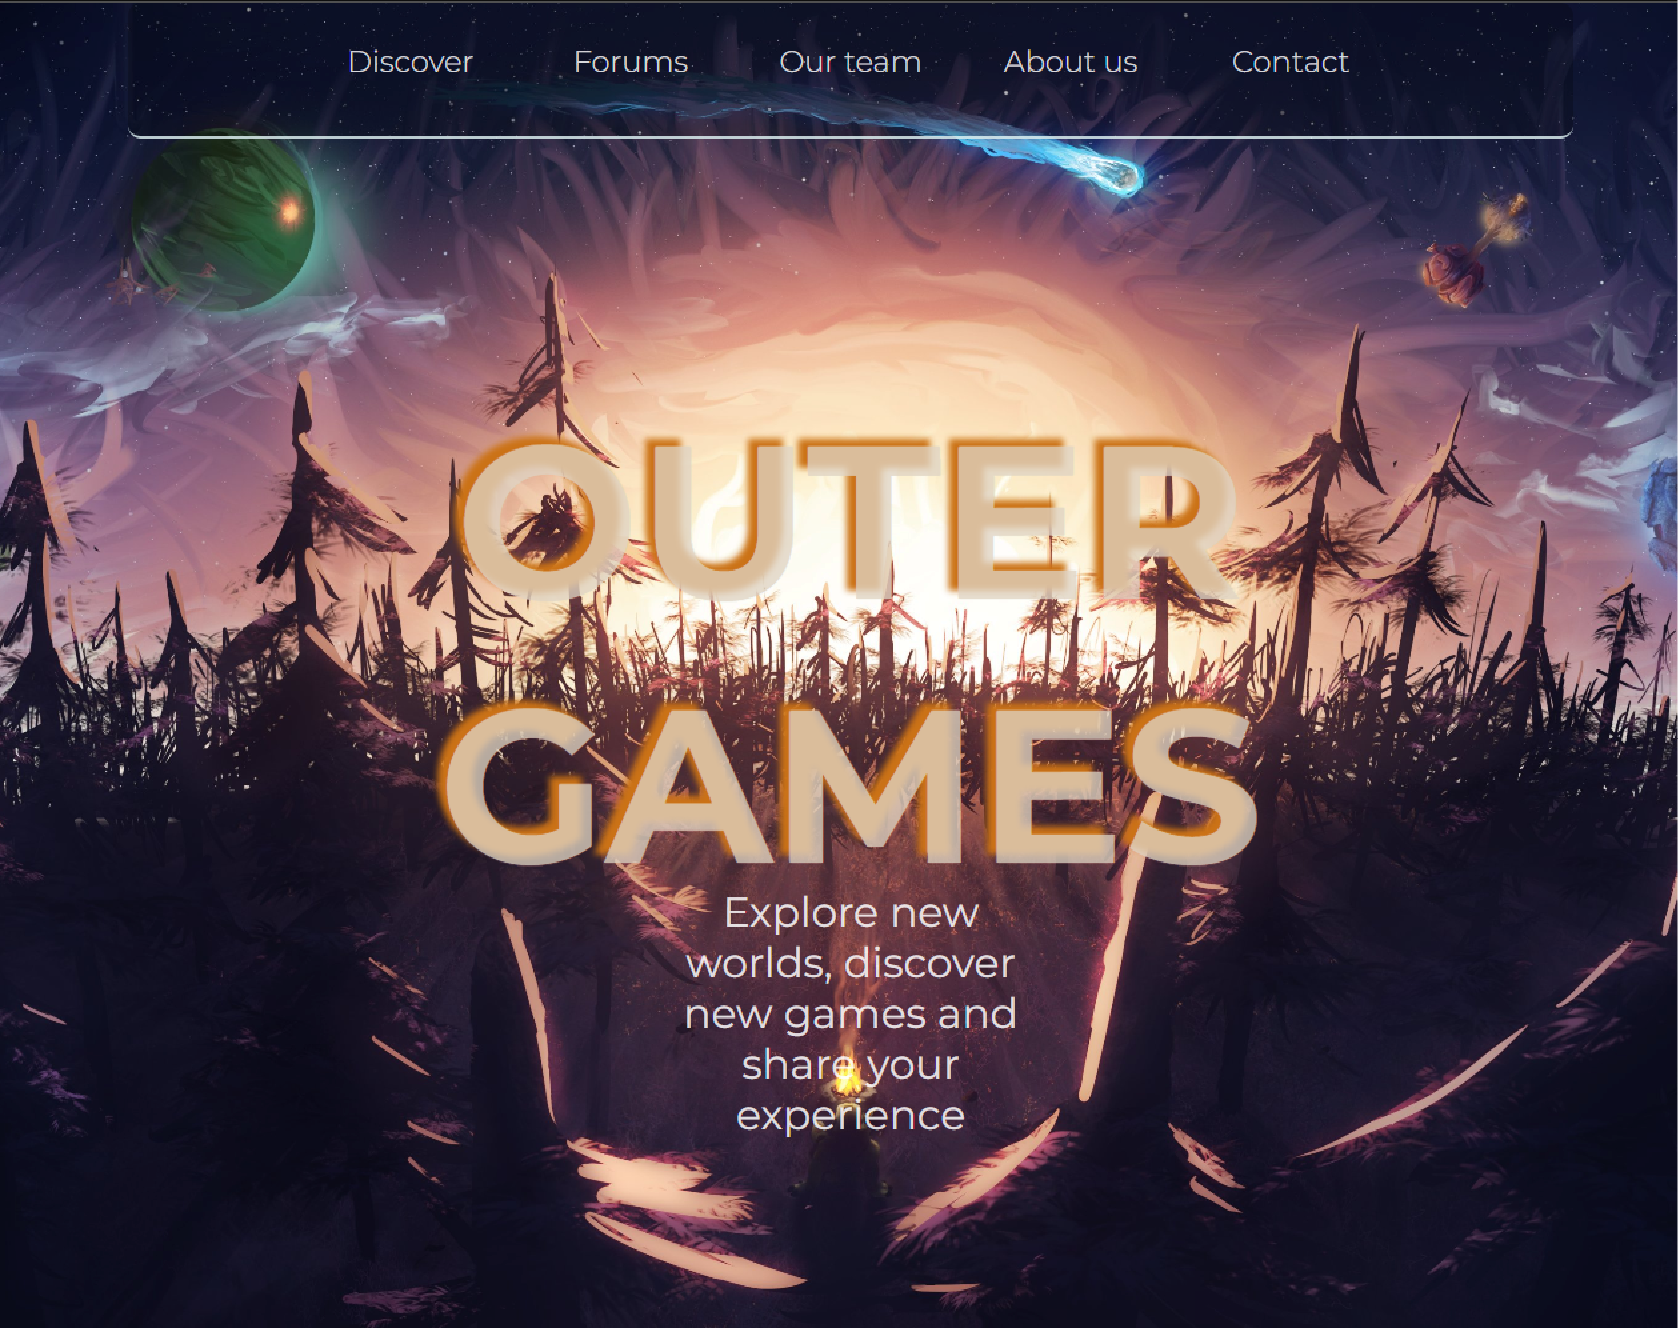 Discover Forums Our team About us Contact
OUTER
GAMES
Explore new
worlds, discover
new games and
share your
experience